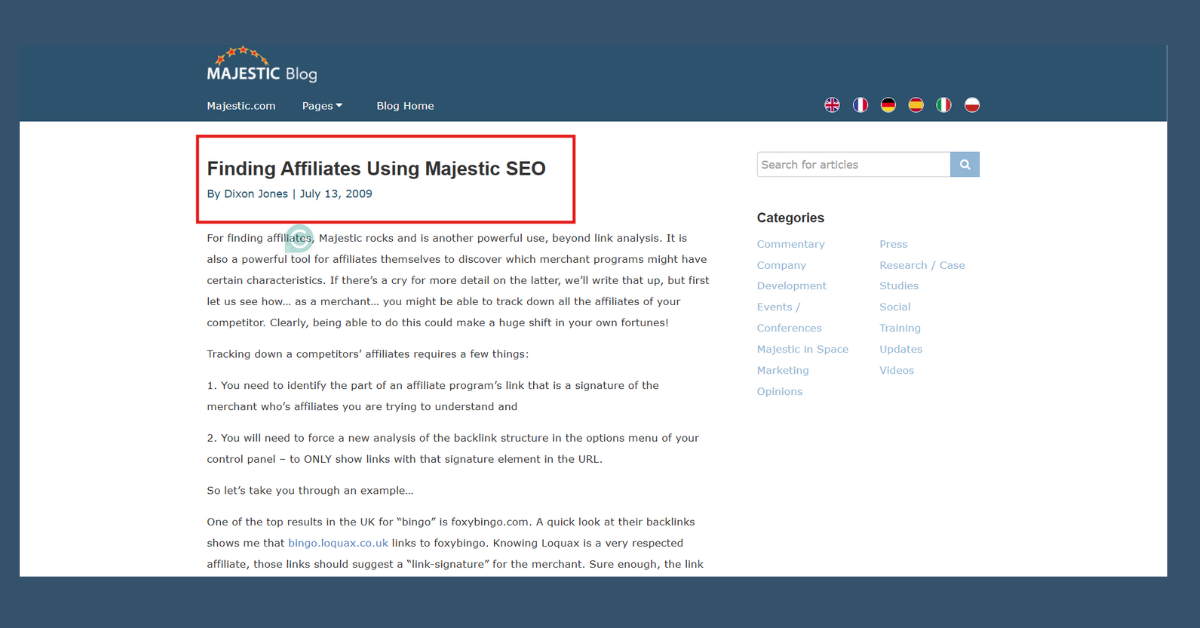 MAJESTIC Blog
Majestic.com Pages Blog Home
Finding Affiliates Using Majestic SEO
By Dixon Jones | July 13, 2009
For finding affiliates, Majestic rocks and is another powerful use, beyond link analysis. It is
also a powerful tool for affiliates themselves to discover which merchant programs might have
certain characteristics. If there’s a cry for more detail on the latter, we’ll write that up, but first
let us see how… as a merchant… you might be able to track down all the affiliates of your
competitor. Clearly, being able to do this could make a huge shift in your own fortunes!
Tracking down a competitors’ affiliates requires a few things:
1. You need to identify the part of an affiliate program’s link that is a signature of the
merchant who’s affiliates you are trying to understand and
2. You will need to force a new analysis of the backlink structure in the options menu of your
control panel – to ONLY show links with that signature element in the URL.
So let’s take you through an example…
One of the top results in the UK for “bingo” is foxybingo.com. A quick look at their backlinks
shows me that bingo.loquax.co.uk links to foxybingo. Knowing Loquax is a very respected
affiliate, those links should suggest a “link-signature” for the merchant. Sure enough, the link
Search for articles
Categories
Commentary
Company
Development
Events /
Conferences
Majestic in Space
Marketing
Opinions
Press
Research / Case
Studies
Social
Training
Updates
Videos